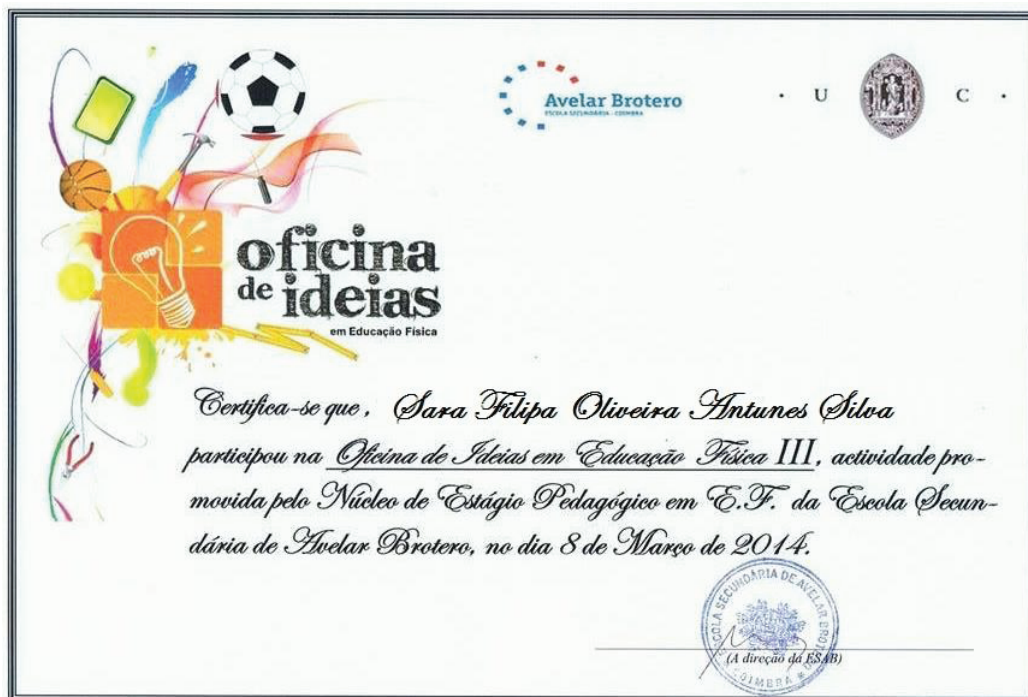 Avelar Brotero
ESCOLA SECUNDÁRIA - COIMBRA
· U C ·
oficina
de ideias
em Educação Física
Certifica-se que, Sara Filipa Oliveira Antunes Silva
participou na Oficina de Ideias em Educação Física III, actividade pro-
movida pelo Núcleo de Estágio Pedagógico em E.F. da Escola Secun-
dária de Avelar Brotero, no dia 8 de Março de 2014.
ESCOLA SECUNDÁRIA DE AVELAR BROTERO
COIMBRA
(A direção da ESAB)